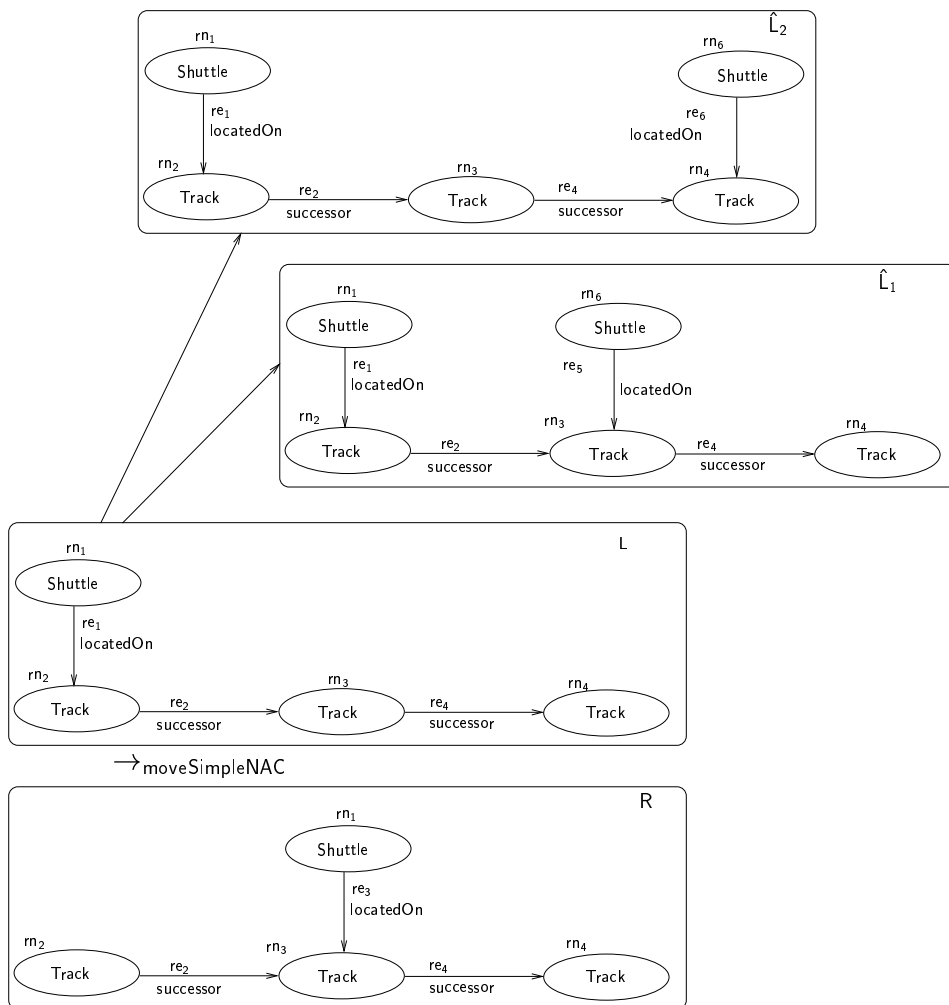 L̂₂
rn₁
rn₆
Shuttle
Shuttle
re₁
re₆
locatedOn
locatedOn
rn₂
rn₃
rn₄
Track
re₂
Track
re₄
Track
successor
successor
L̂₁
rn₁
rn₆
Shuttle
Shuttle
re₁
re₅
locatedOn
locatedOn
rn₂
rn₃
rn₄
Track
re₂
Track
re₄
Track
successor
successor
L
rn₁
Shuttle
re₁
locatedOn
rn₂
rn₃
rn₄
Track
re₂
Track
re₄
Track
successor
successor
→moveSimpleNAC
R
rn₁
Shuttle
re₃
locatedOn
rn₂
rn₃
rn₄
Track
re₂
Track
re₄
Track
successor
successor